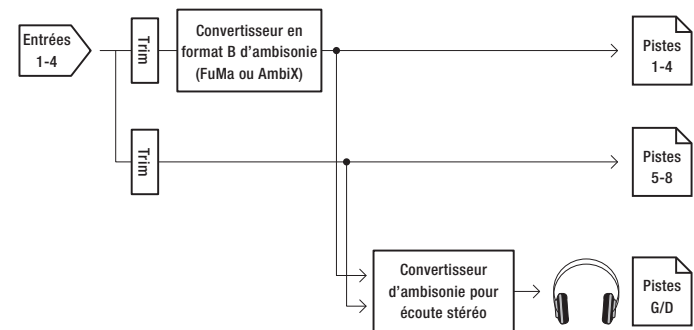 Entrées
1-4
Trim
Convertisseur en
format B d’ambisonie
(FuMa ou AmbiX)
Pistes
1-4
Trim
Pistes
5-8
Convertisseur
d’ambisonie pour
écoute stéréo
Pistes
G/D